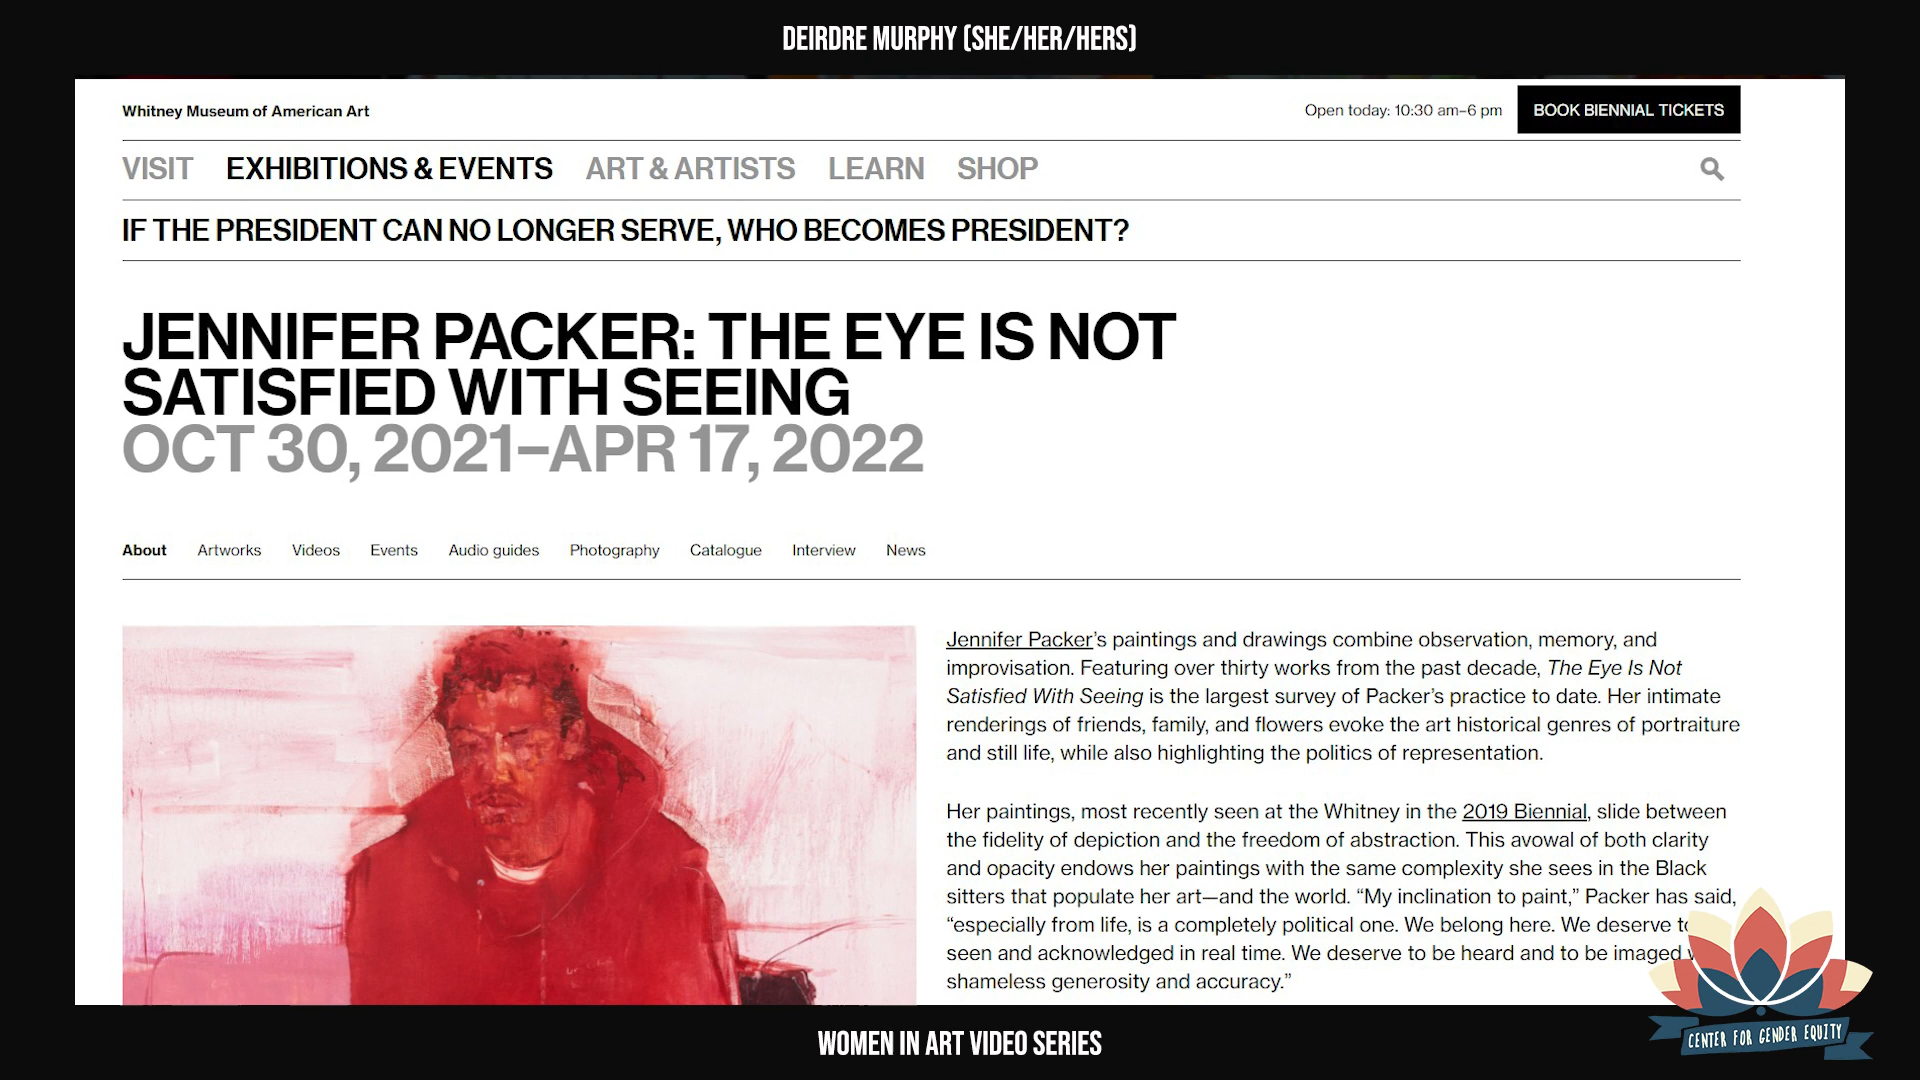 DEIRDRE MURPHY (SHE/HER/HERS)
Whitney Museum of American Art
Open today: 10:30 am–6 pm
BOOK BIENNIAL TICKETS
VISIT EXHIBITIONS & EVENTS ART & ARTISTS LEARN SHOP
IF THE PRESIDENT CAN NO LONGER SERVE, WHO BECOMES PRESIDENT?
JENNIFER PACKER: THE EYE IS NOT
SATISFIED WITH SEEING
OCT 30, 2021–APR 17, 2022
About Artworks Videos Events Audio guides Photography Catalogue Interview News
Jennifer Packer’s paintings and drawings combine observation, memory, and
improvisation. Featuring over thirty works from the past decade, The Eye Is Not
Satisfied With Seeing is the largest survey of Packer’s practice to date. Her intimate
renderings of friends, family, and flowers evoke the art historical genres of portraiture
and still life, while also highlighting the politics of representation.
Her paintings, most recently seen at the Whitney in the 2019 Biennial, slide between
the fidelity of depiction and the freedom of abstraction. This avowal of both clarity
and opacity endows her paintings with the same complexity she sees in the Black
sitters that populate her art—and the world. “My inclination to paint,” Packer has said,
“especially from life, is a completely political one. We belong here. We deserve
seen and acknowledged in real time. We deserve to be heard and to be imaged
shameless generosity and accuracy.”
CENTER FOR GENDER EQUITY
WOMEN IN ART VIDEO SERIES